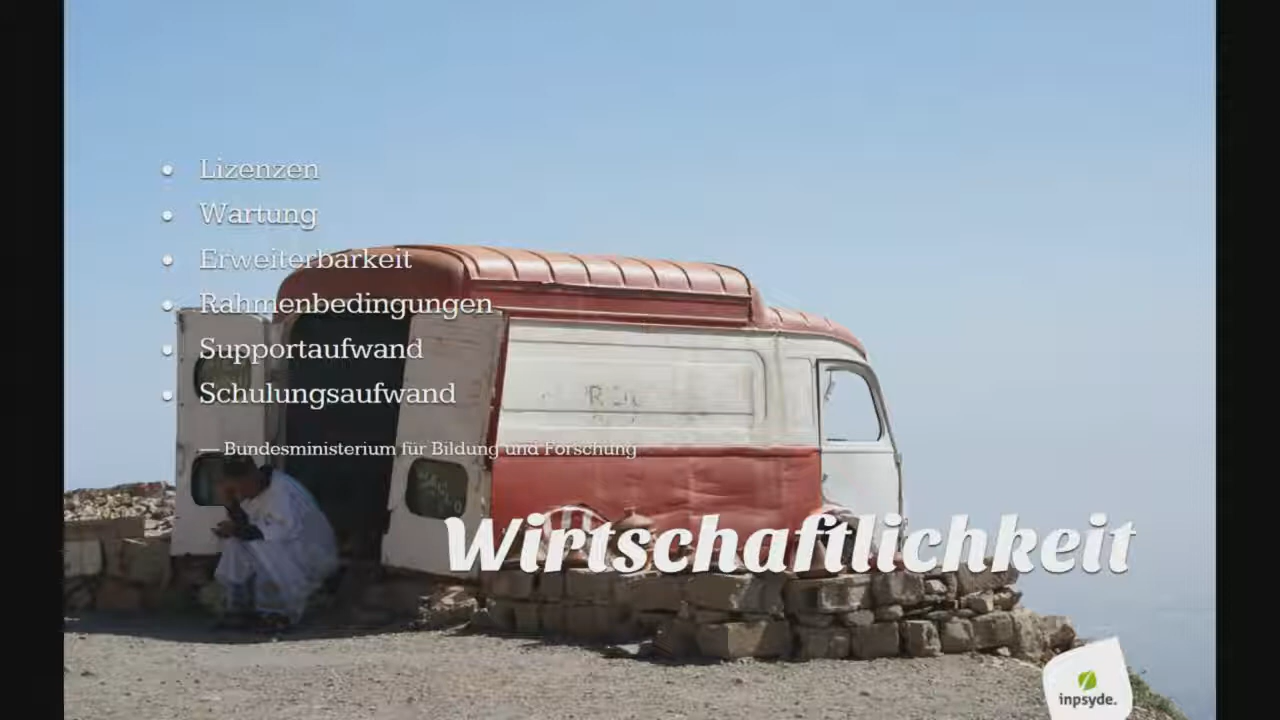 Lizenzen
Wartung
Erweiterbarkeit
Rahmenbedingungen
Supportaufwand
Schulungsaufwand
— Bundesministerium für Bildung und Forschung
Wirtschaftlichkeit
inpsyde.